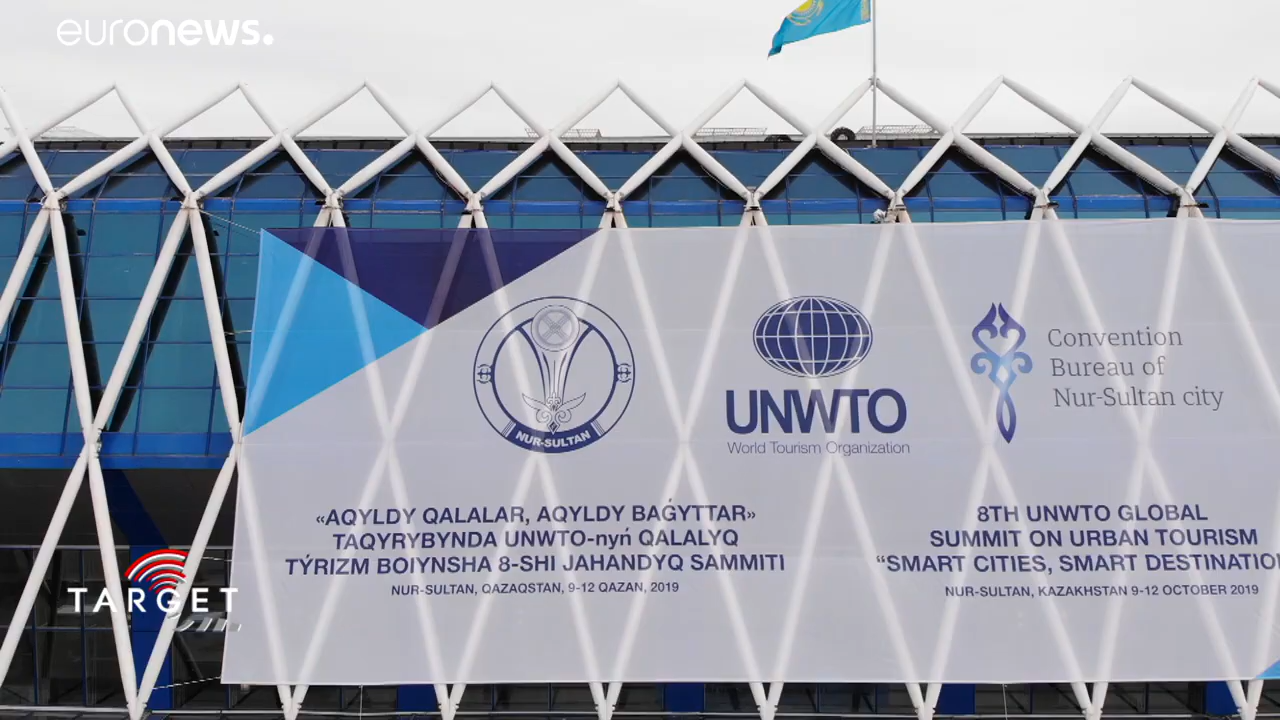 euronews.
NUR-SULTAN
UNWTO
World Tourism Organization
Convention
Bureau of
Nur-Sultan city
«AQYLDY QALALAR, AQYLDY BAǴYTTAR»
TAQYRYBYNDA UNWTO-nyń QALALYQ
TÝRIZM BOIYNSHA 8-SHI JAHANDYQ SAMMITI
NUR-SULTAN, QAZAQSTAN, 9-12 QAZAN, 2019
8TH UNWTO GLOBAL
SUMMIT ON URBAN TOURISM
“SMART CITIES, SMART DESTINATION
NUR-SULTAN, KAZAKHSTAN 9-12 OCTOBER 2019
TARGET